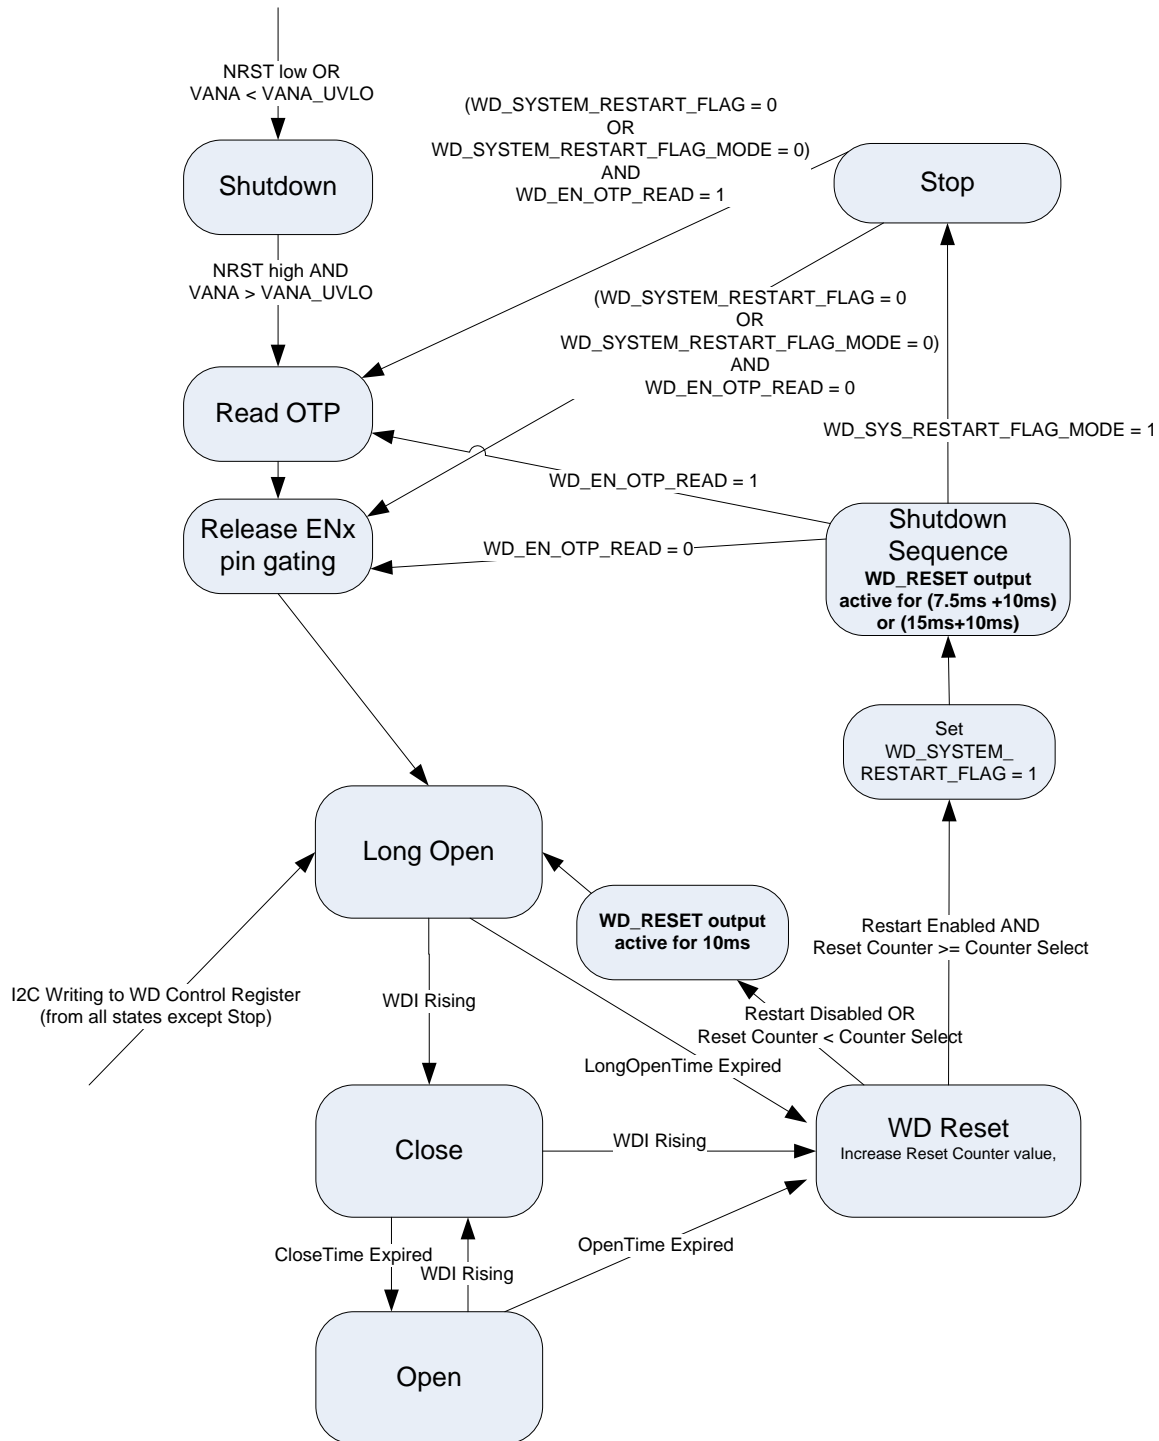 NRST low OR
VANA < VANA_UVLO
Shutdown
NRST high AND
VANA > VANA_UVLO
(WD_SYSTEM_RESTART_FLAG = 0
OR
WD_SYSTEM_RESTART_FLAG_MODE = 0)
AND
WD_EN_OTP_READ = 1
Stop
(WD_SYSTEM_RESTART_FLAG = 0
OR
WD_SYSTEM_RESTART_FLAG_MODE = 0)
AND
WD_EN_OTP_READ = 0
Read OTP
WD_SYS_RESTART_FLAG_MODE = 1
WD_EN_OTP_READ = 1
Release ENx
pin gating
WD_EN_OTP_READ = 0
Shutdown
Sequence
WD_RESET output
active for (7.5ms +10ms)
or (15ms+10ms)
Set
WD_SYSTEM_
RESTART_FLAG = 1
Long Open
WD_RESET output
active for 10ms
Restart Enabled AND
Reset Counter >= Counter Select
I2C Writing to WD Control Register
(from all states except Stop)
WDI Rising
Restart Disabled OR
Reset Counter < Counter Select
LongOpenTime Expired
Close
WDI Rising
WD Reset
Increase Reset Counter value,
CloseTime Expired
WDI Rising
OpenTime Expired
Open